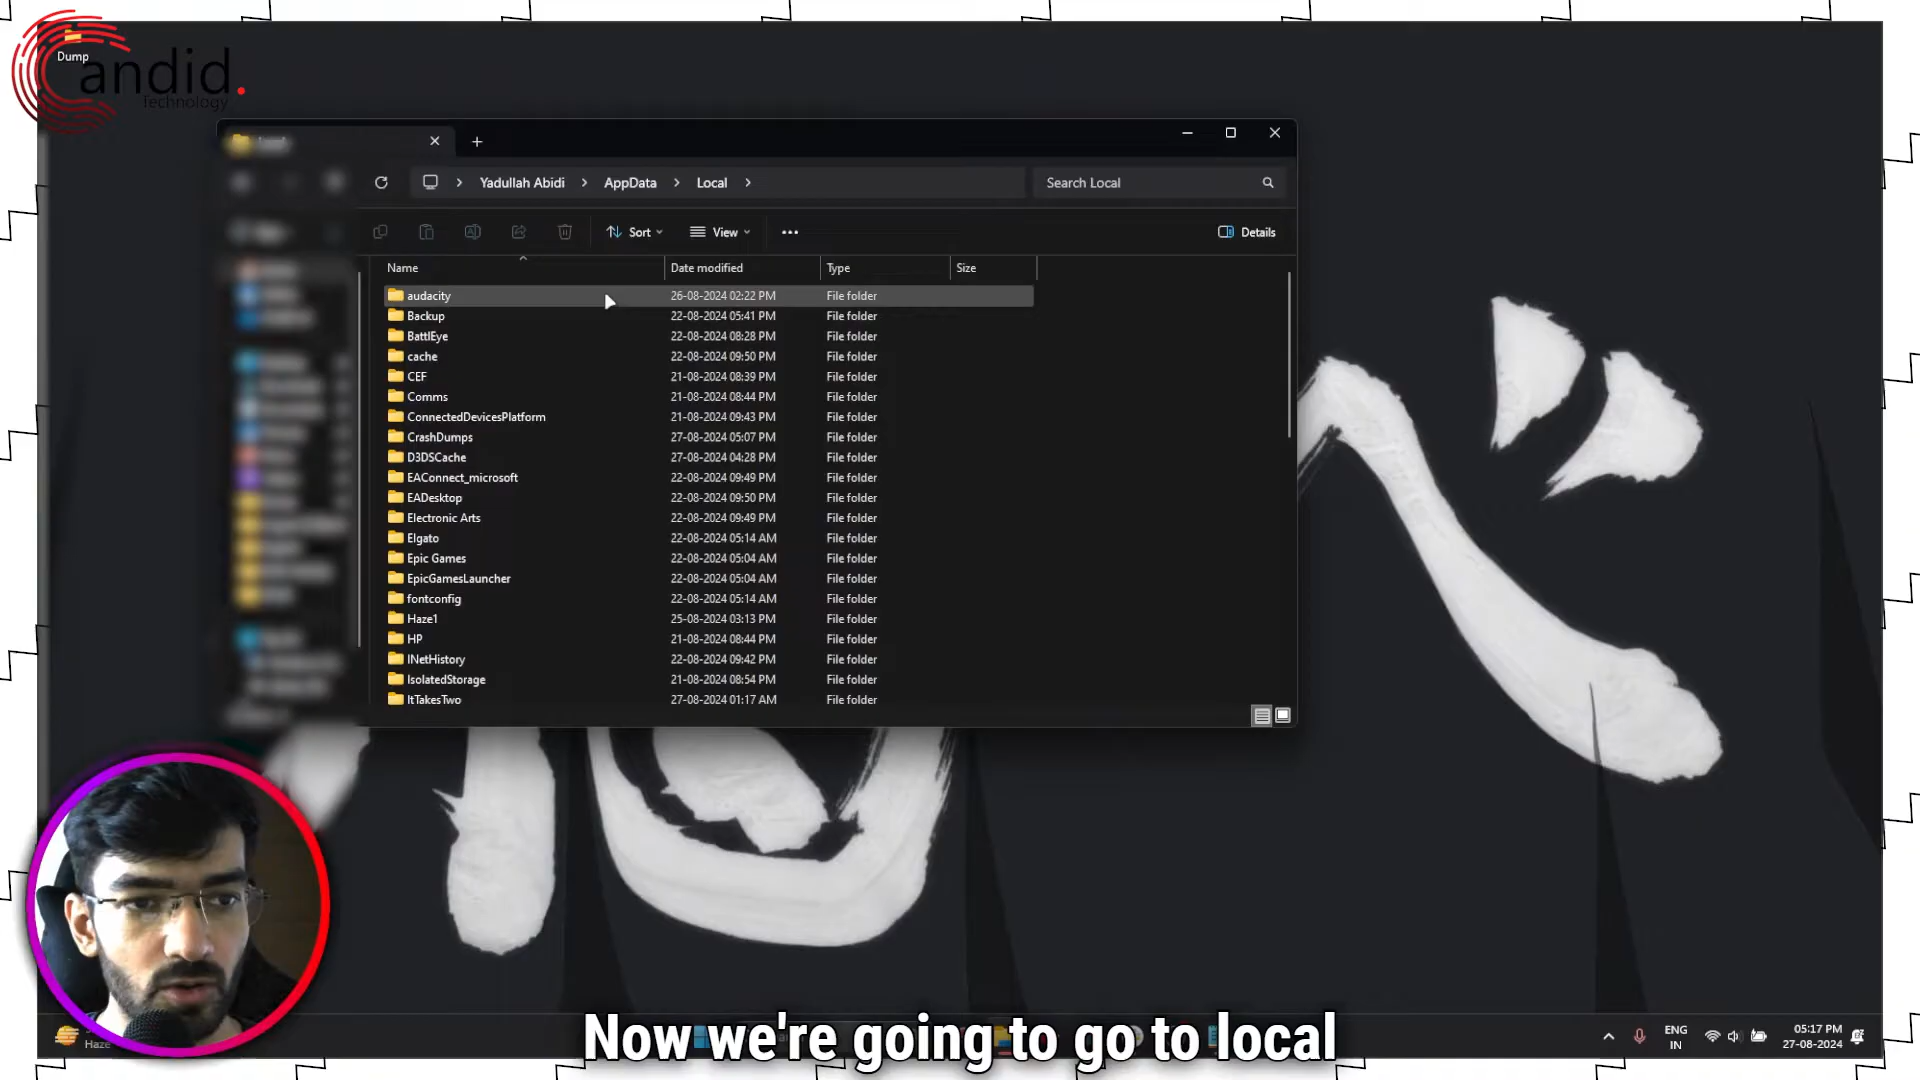 Dump
Candid.
Technology
Yadullah Abidi
AppData
Local
Search Local
Sort
View
Details
Name
Date modified
Type
Size
audacity 26-08-2024 02:22 PM File folder
Backup 22-08-2024 05:41 PM File folder
BattlEye 22-08-2024 08:28 PM File folder
cache 22-08-2024 09:50 PM File folder
CEF 21-08-2024 08:39 PM File folder
Comms 21-08-2024 08:44 PM File folder
ConnectedDevicesPlatform 21-08-2024 09:43 PM File folder
CrashDumps 27-08-2024 05:07 PM File folder
D3DSCache 27-08-2024 04:28 PM File folder
EAConnect_microsoft 22-08-2024 09:49 PM File folder
EADesktop 22-08-2024 09:50 PM File folder
Electronic Arts 22-08-2024 09:49 PM File folder
Elgato 22-08-2024 05:14 AM File folder
Epic Games 22-08-2024 05:04 AM File folder
EpicGamesLauncher 22-08-2024 05:04 AM File folder
fontconfig 22-08-2024 05:14 AM File folder
Haze1 25-08-2024 03:13 PM File folder
HP 21-08-2024 08:44 PM File folder
INetHistory 22-08-2024 09:42 PM File folder
IsolatedStorage 21-08-2024 08:54 PM File folder
ItTakesTwo 27-08-2024 01:17 AM File folder
Now we're going to go to local
Haze
ENG
IN
05:17 PM
27-08-2024